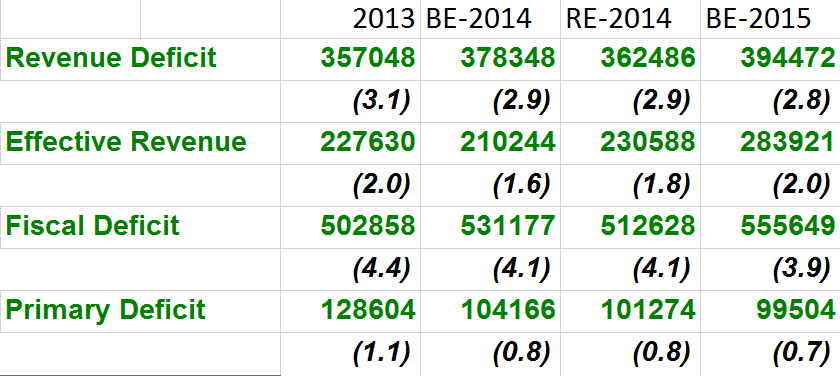 2013 BE-2014 RE-2014 BE-2015
Revenue Deficit 357048 378348 362486 394472
(3.1) (2.9) (2.9) (2.8)
Effective Revenue 227630 210244 230588 283921
(2.0) (1.6) (1.8) (2.0)
Fiscal Deficit 502858 531177 512628 555649
(4.4) (4.1) (4.1) (3.9)
Primary Deficit 128604 104166 101274 99504
(1.1) (0.8) (0.8) (0.7)